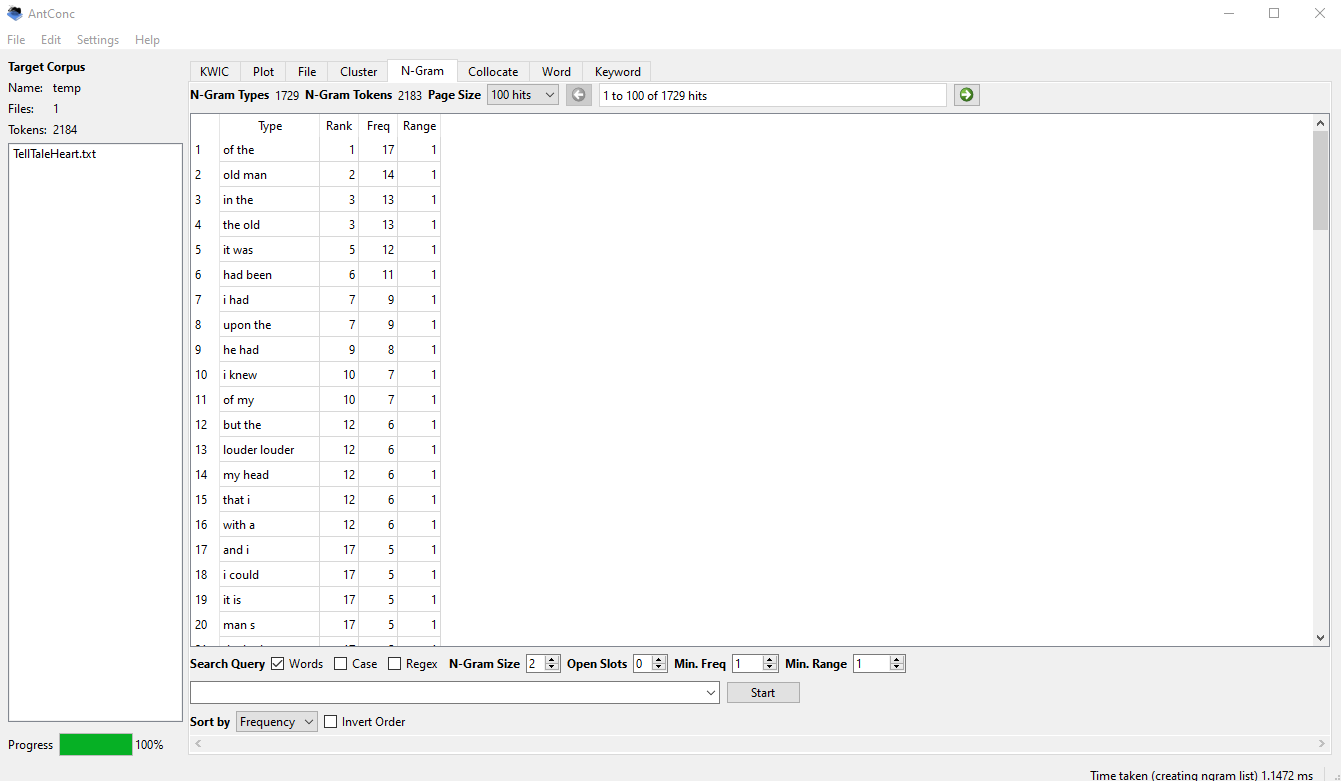 AntConc
File Edit Settings Help
Target Corpus
Name: temp
Files: 1
Tokens: 2184
TellTaleHeart.txt
Progress 100%
KWIC Plot File Cluster N-Gram Collocate Word Keyword
N-Gram Types 1729 N-Gram Tokens 2183 Page Size 100 hits 1 to 100 of 1729 hits
Type Rank Freq Range
1 of the 1 17 1
2 old man 2 14 1
3 in the 3 13 1
4 the old 3 13 1
5 it was 5 12 1
6 had been 6 11 1
7 i had 7 9 1
8 upon the 7 9 1
9 he had 9 8 1
10 i knew 10 7 1
11 of my 10 7 1
12 but the 12 6 1
13 louder louder 12 6 1
14 my head 12 6 1
15 that i 12 6 1
16 with a 12 6 1
17 and i 17 5 1
18 i could 17 5 1
19 it is 17 5 1
20 man s 17 5 1
Search Query Words Case Regex N-Gram Size 2 Open Slots 0 Min. Freq 1 Min. Range 1
Start
Sort by Frequency Invert Order
Time taken (creating ngram list) 1.1472 ms